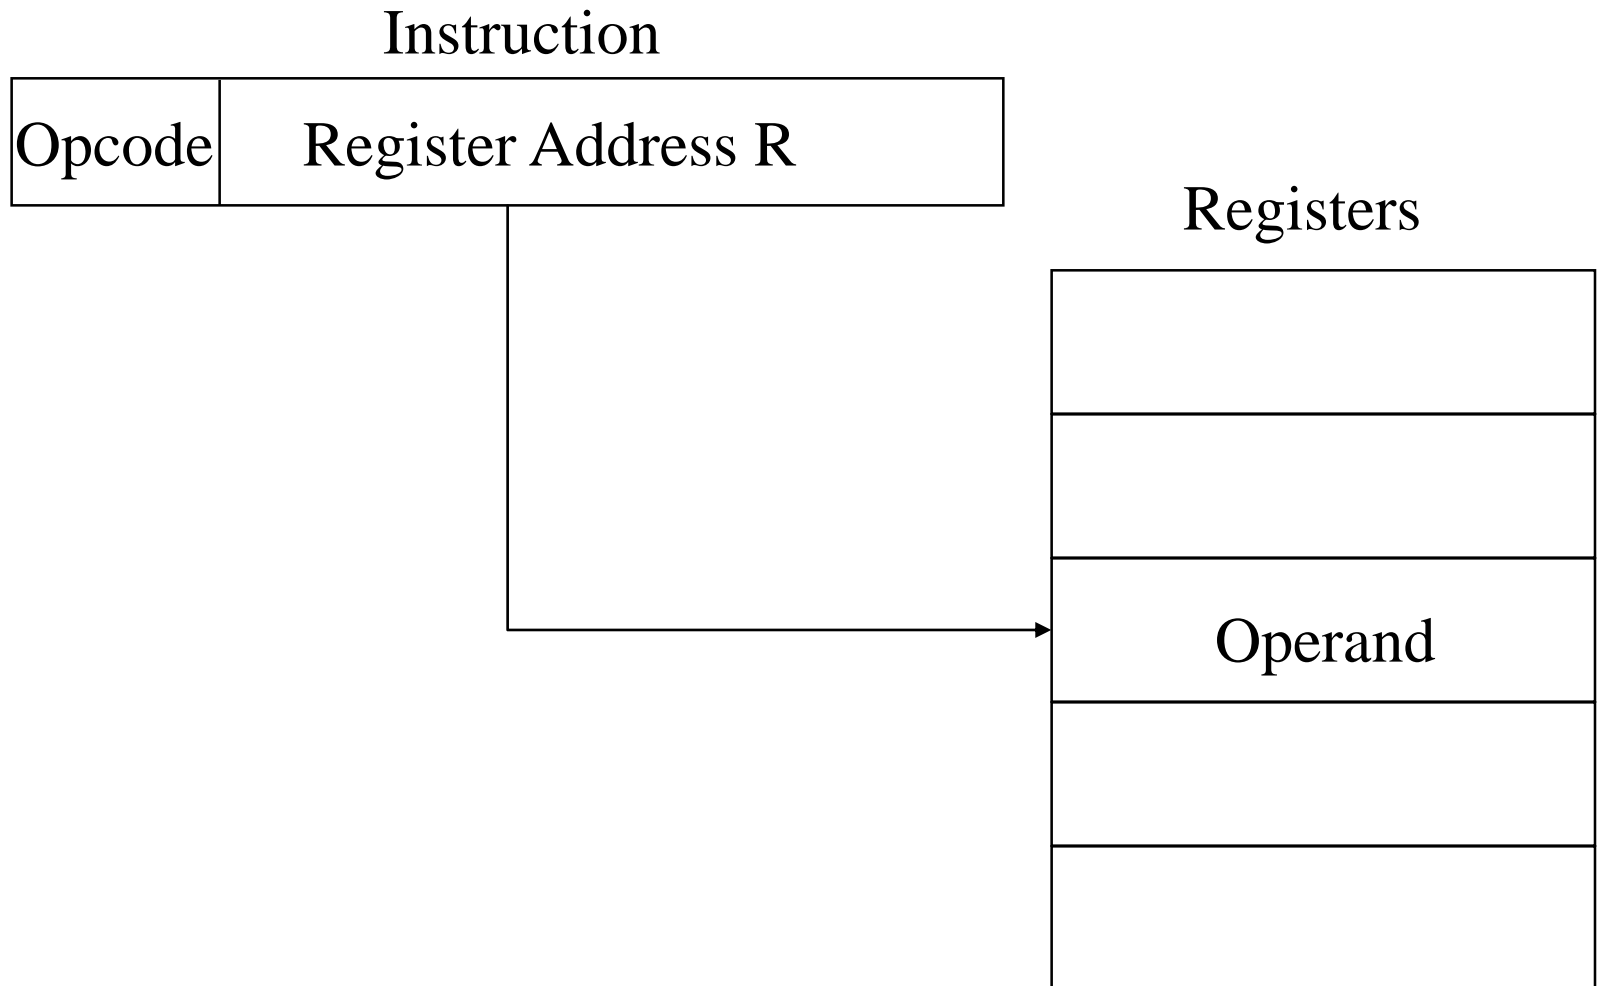 Instruction
Opcode Register Address R
Registers
Operand